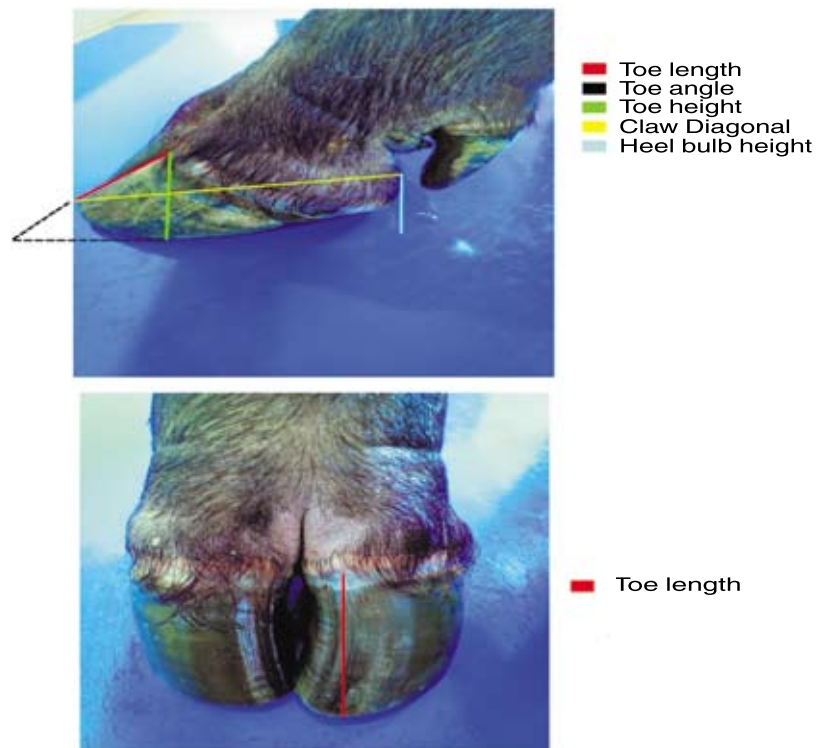 Toe length
Toe angle
Toe height
Claw Diagonal
Heel bulb height
Toe length